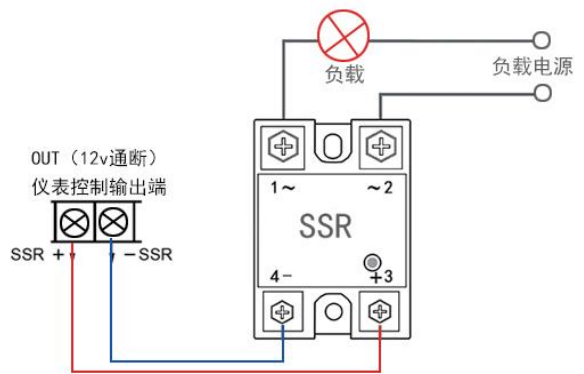 负载
负载电源
OUT（12v通断）
仪表控制输出端
SSR + -SSR
1~ ~2
SSR
4- +3